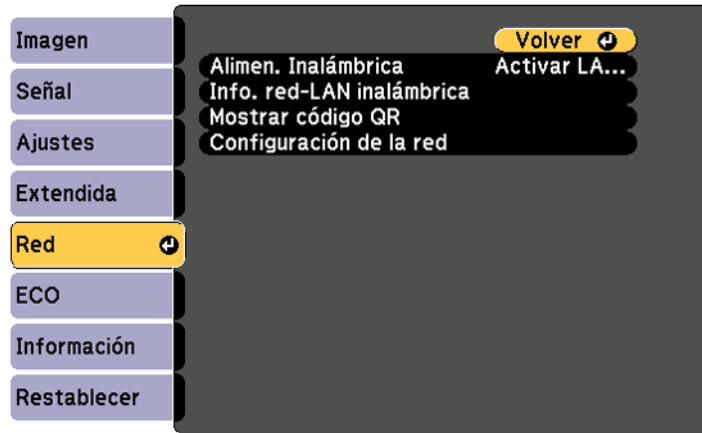 Imagen
Señal
Ajustes
Extendida
Red
ECO
Información
Restablecer
Volver
Alimen. Inalámbrica Activar LA...
Info. red-LAN inalámbrica
Mostrar código QR
Configuración de la red